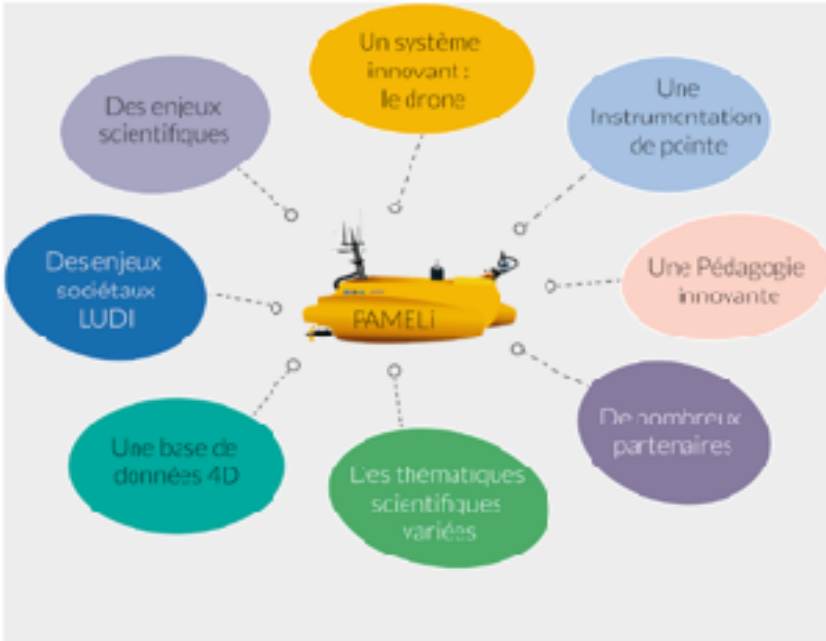 Un système
innovant :
le drone
Des enjeux
scientifiques
Une
Instrumentation
de pointe
Des enjeux
sociétaux
LUDI
Une Pédagogie
innovante
PAMELi
De nombreux
partenaires
Une base de
données 4D
Des thématiques
scientifiques
variées